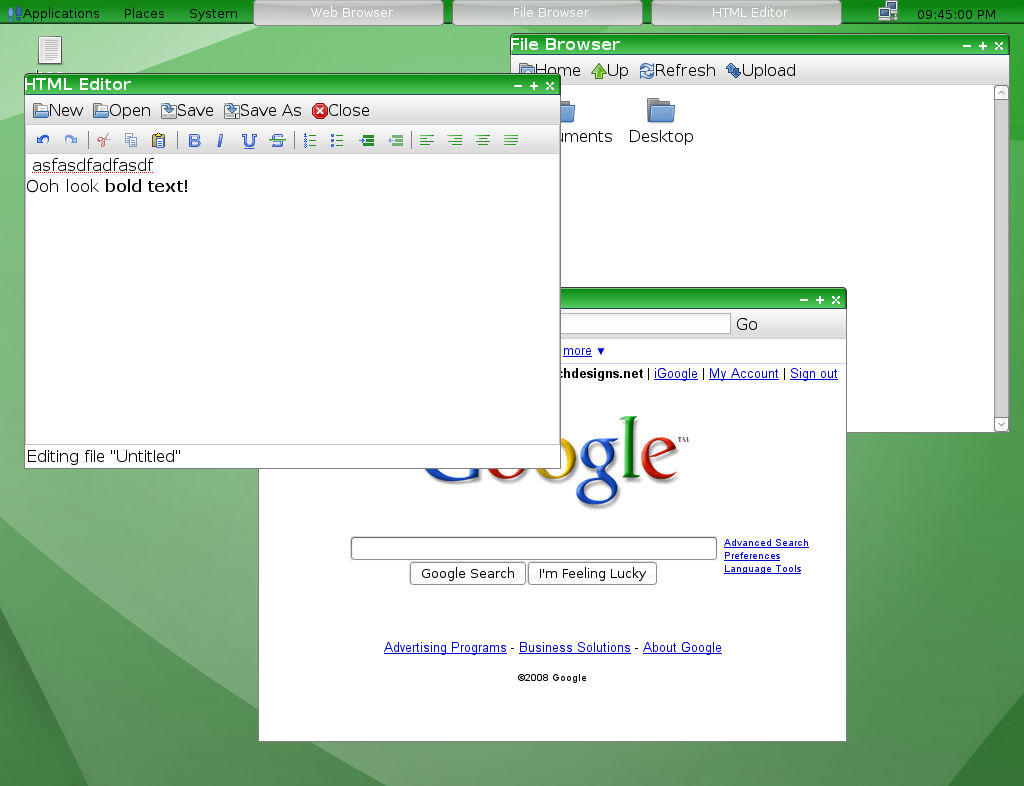 Applications Places System Web Browser File Browser HTML Editor 09:45:00 PM
File Browser
Home Up Refresh Upload
Desktop
HTML Editor
New Open Save Save As Close
B I U S
asfasdfadfasdf
Ooh look bold text!
Editing file "Untitled"
Go
more ▼
chdesigns.net | iGoogle | My Account | Sign out
Google™
Advanced Search
Preferences
Language Tools
Google Search I'm Feeling Lucky
Advertising Programs - Business Solutions - About Google
©2008 Google